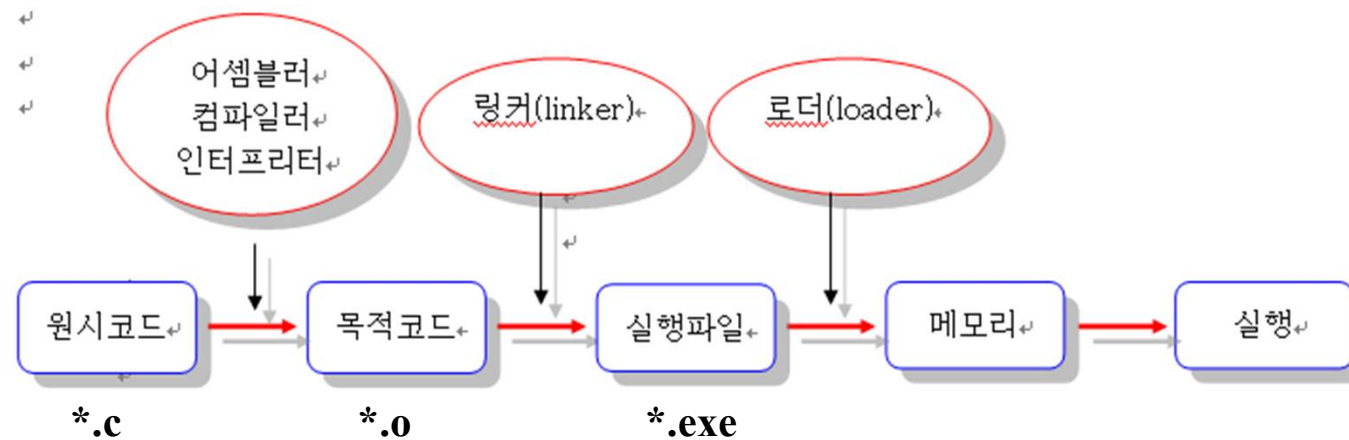 어셈블러
컴파일러
인터프리터
링커(linker)
로더(loader)
원시코드
목적코드
실행파일
메모리
실행
*.c
*.o
*.exe